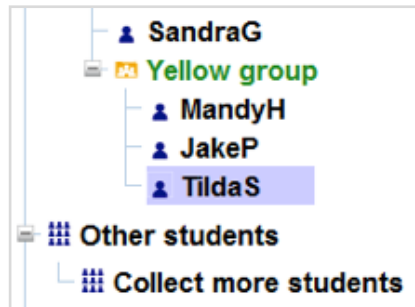 SandraG
Yellow group
MandyH
JakeP
TildaS
Other students
Collect more students